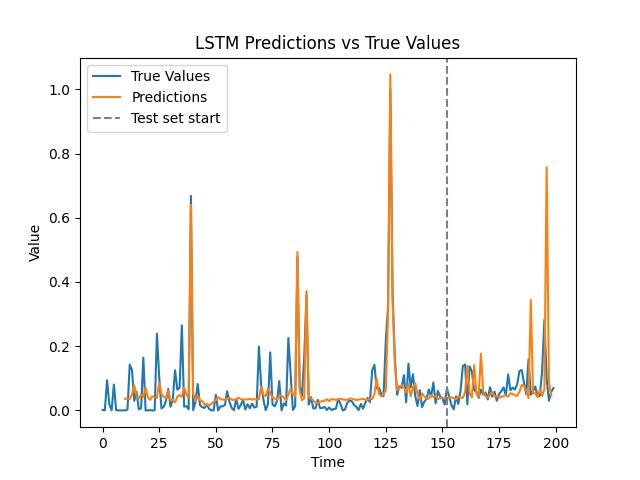 LSTM Predictions vs True Values
True Values
Predictions
Test set start
1.0
0.8
0.6
0.4
0.2
0.0
Value
0 25 50 75 100 125 150 175 200
Time